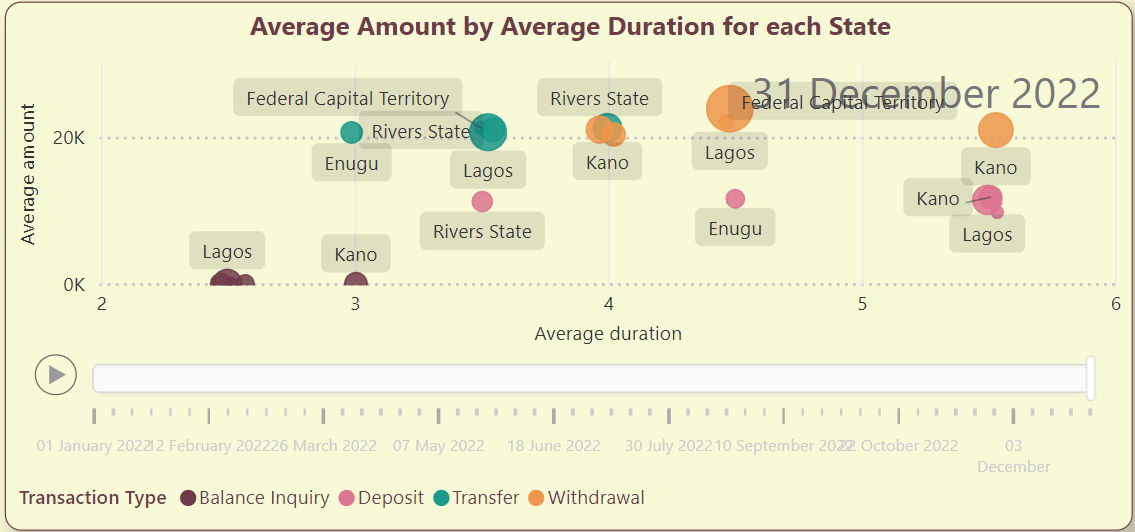 Average Amount by Average Duration for each State
31 December 2022
Federal Capital Territory
Rivers State
Federal Capital Territory
Average amount
20K
Rivers State
Enugu
Lagos
Kano
Lagos
Kano
Kano
Rivers State
Enugu
Lagos
Lagos
Kano
0K
2
3
4
5
6
Average duration
01 January 2022
12 February 2022
26 March 2022
07 May 2022
18 June 2022
30 July 2022
10 September 2022
22 October 2022
03
December
Transaction Type Balance Inquiry Deposit Transfer Withdrawal